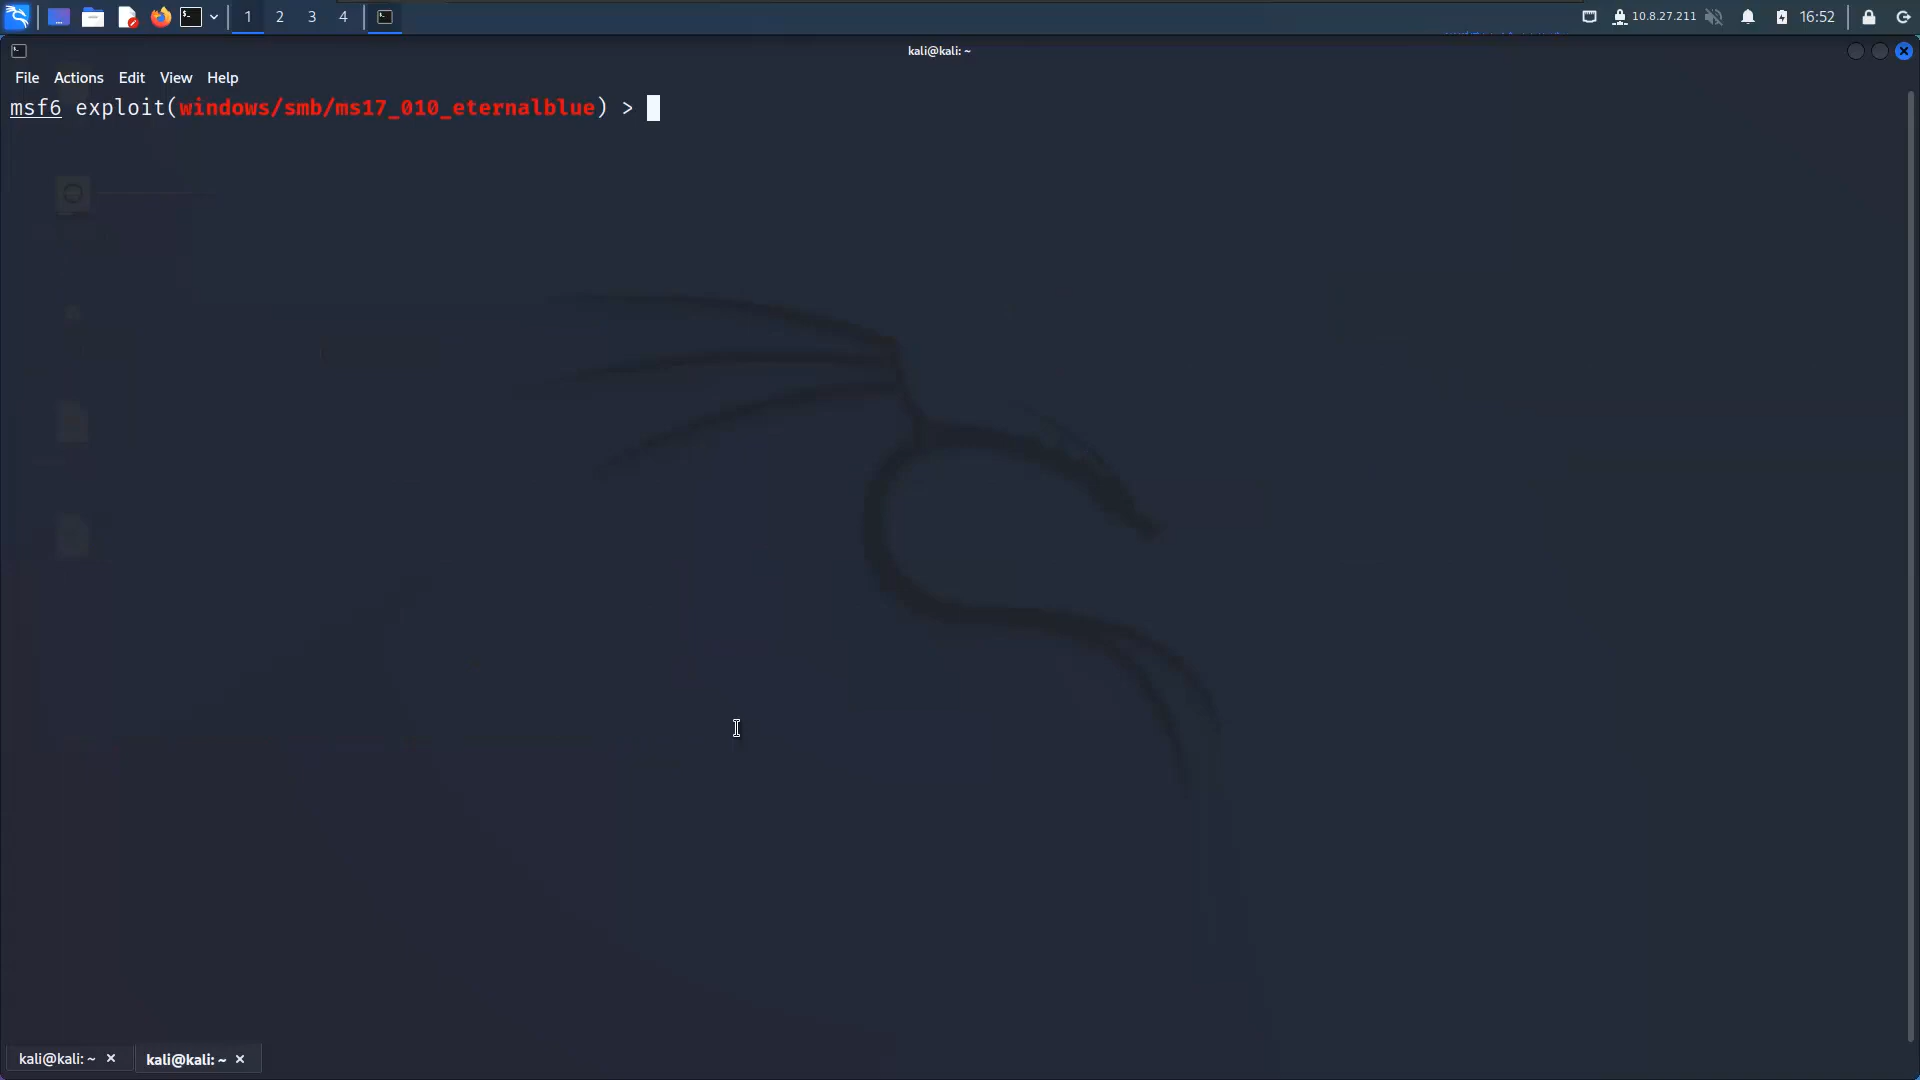 1 2 3 4 10.8.27.211 16:52
kali@kali: ~
File Actions Edit View Help
msf6 exploit(windows/smb/ms17_010_eternalblue) >
kali@kali: ~ kali@kali: ~